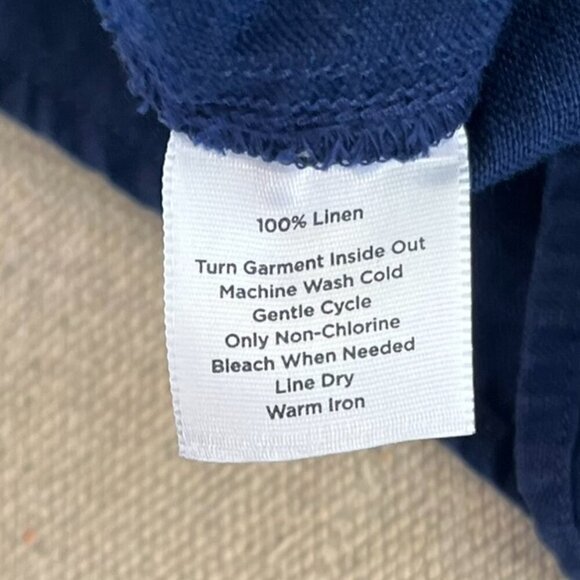 100% Linen
Turn Garment Inside Out
Machine Wash Cold
Gentle Cycle
Only Non-Chlorine
Bleach When Needed
Line Dry
Warm Iron